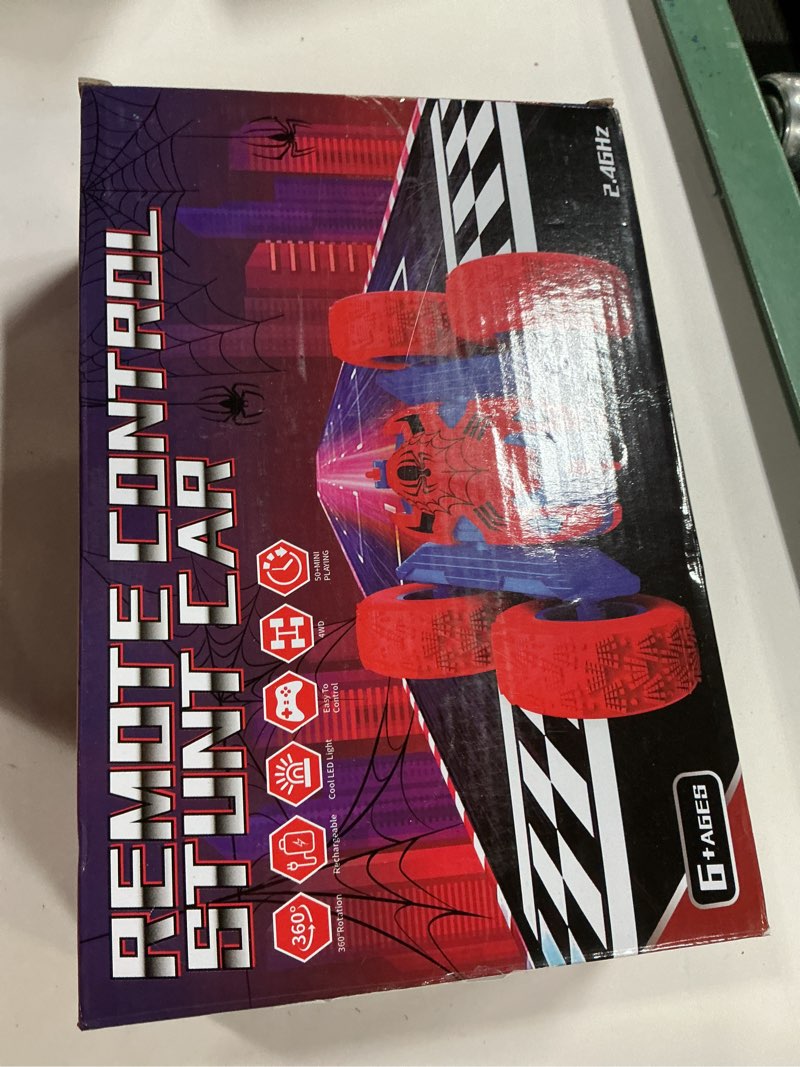 REMOTE CONTROL
STUNT CAR
360°
360°Rotation
Rechargeable
Cool LED Light
Easy To
Control
4WD
50+MINI
PLAYING
6+AGES
2.4GHz